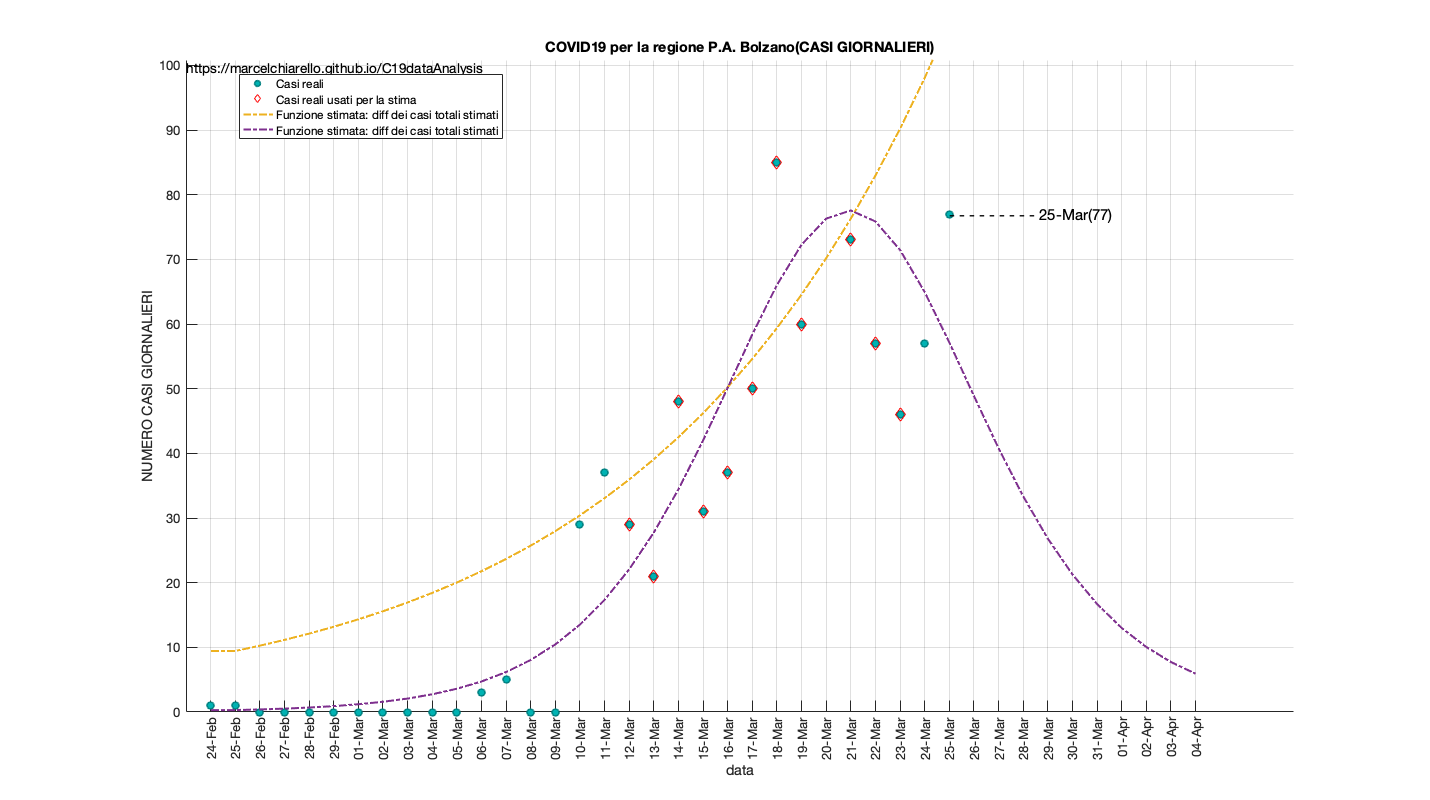 COVID19 per la regione P.A. Bolzano(CASI GIORNALIERI)
https://marcelchiarello.github.io/C19dataAnalysis
Casi reali
Casi reali usati per la stima
Funzione stimata: diff dei casi totali stimati
Funzione stimata: diff dei casi totali stimati
100
90
80
70
60
50
40
30
20
10
0
NUMERO CASI GIORNALIERI
25-Mar(77)
24-Feb
25-Feb
26-Feb
27-Feb
28-Feb
29-Feb
01-Mar
02-Mar
03-Mar
04-Mar
05-Mar
06-Mar
07-Mar
08-Mar
09-Mar
10-Mar
11-Mar
12-Mar
13-Mar
14-Mar
15-Mar
16-Mar
17-Mar
18-Mar
19-Mar
20-Mar
21-Mar
22-Mar
23-Mar
24-Mar
25-Mar
26-Mar
27-Mar
28-Mar
29-Mar
30-Mar
31-Mar
01-Apr
02-Apr
03-Apr
04-Apr
data